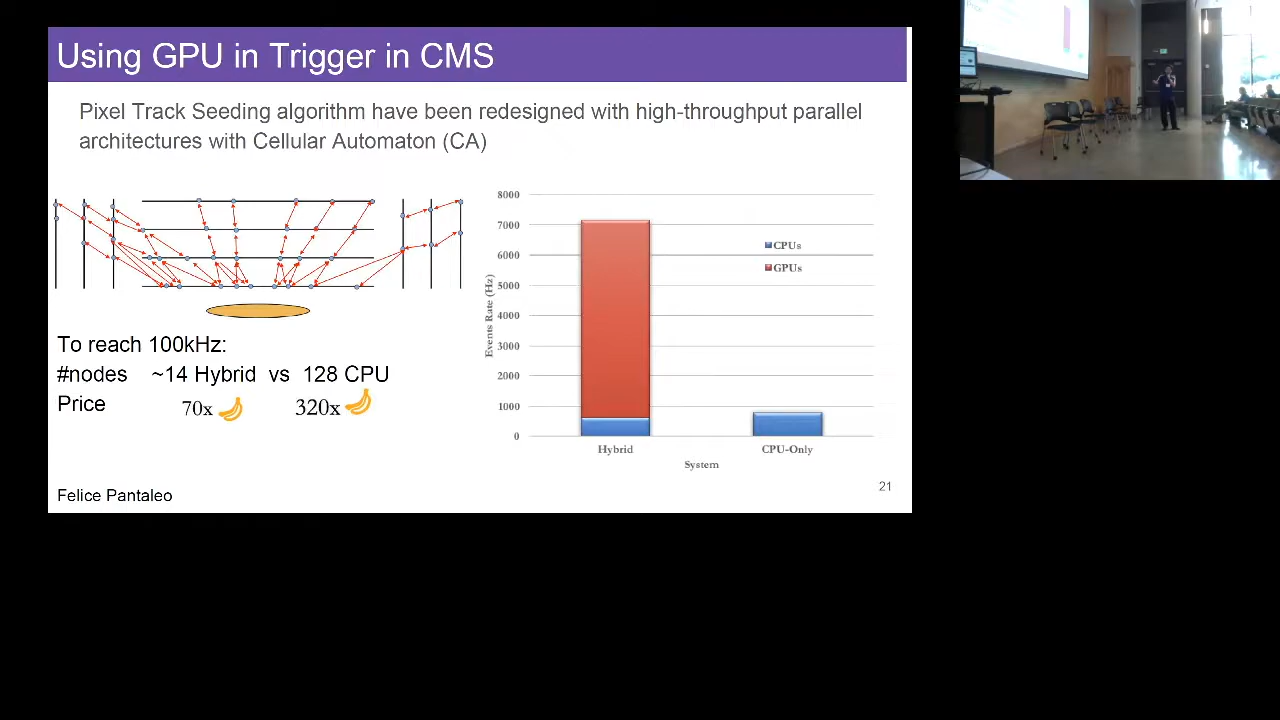 Using GPU in Trigger in CMS
Pixel Track Seeding algorithm have been redesigned with high-throughput parallel
architectures with Cellular Automaton (CA)
To reach 100kHz:
#nodes ~14 Hybrid vs 128 CPU
Price 70x 320x
Events Rate (Hz)
8000
7000
6000
5000
4000
3000
2000
1000
0
CPUs
GPUs
Hybrid
CPU-Only
System
Felice Pantaleo
21